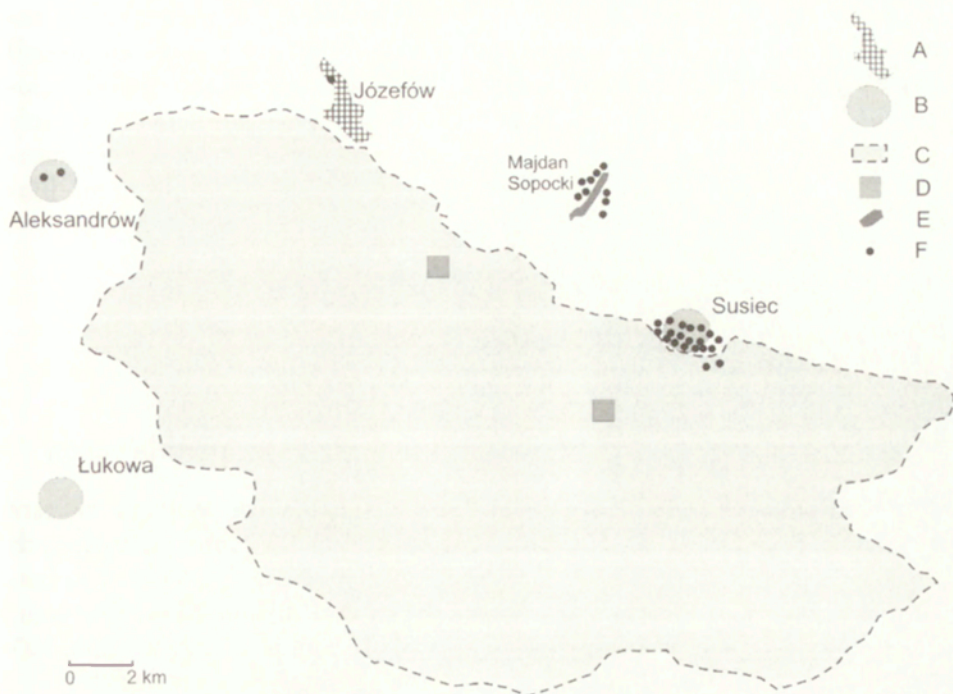 A
Józefów
B
Majdan
Sopocki
C
D
Aleksandrów
E
F
Susiec
Łukowa
0 2 km